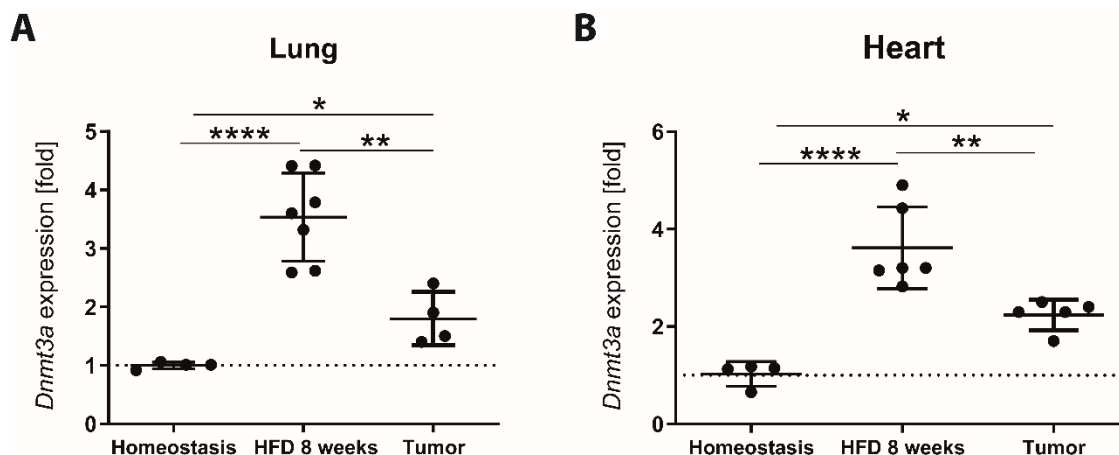 A
Lung
*
****
**
Dnmt3a expression [fold]
5
4
3
2
1
0
Homeostasis HFD 8 weeks Tumor
B
Heart
*
****
**
Dnmt3a expression [fold]
6
4
2
0
Homeostasis HFD 8 weeks Tumor